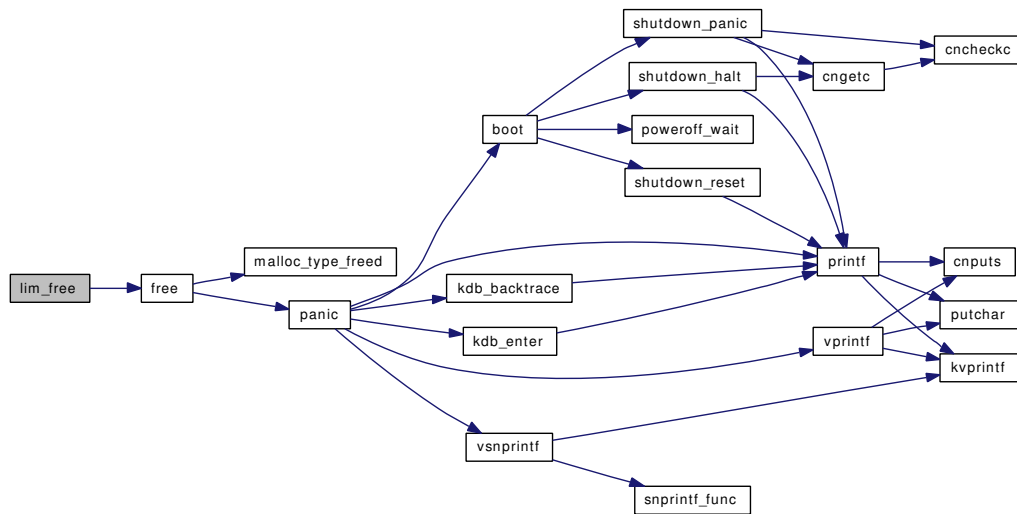 shutdown_panic
cncheckc
shutdown_halt
cngetc
boot
poweroff_wait
shutdown_reset
malloc_type_freed
printf
cnputs
lim_free
free
kdb_backtrace
panic
putchar
kdb_enter
vprintf
kvprintf
vsnprintf
snprintf_func